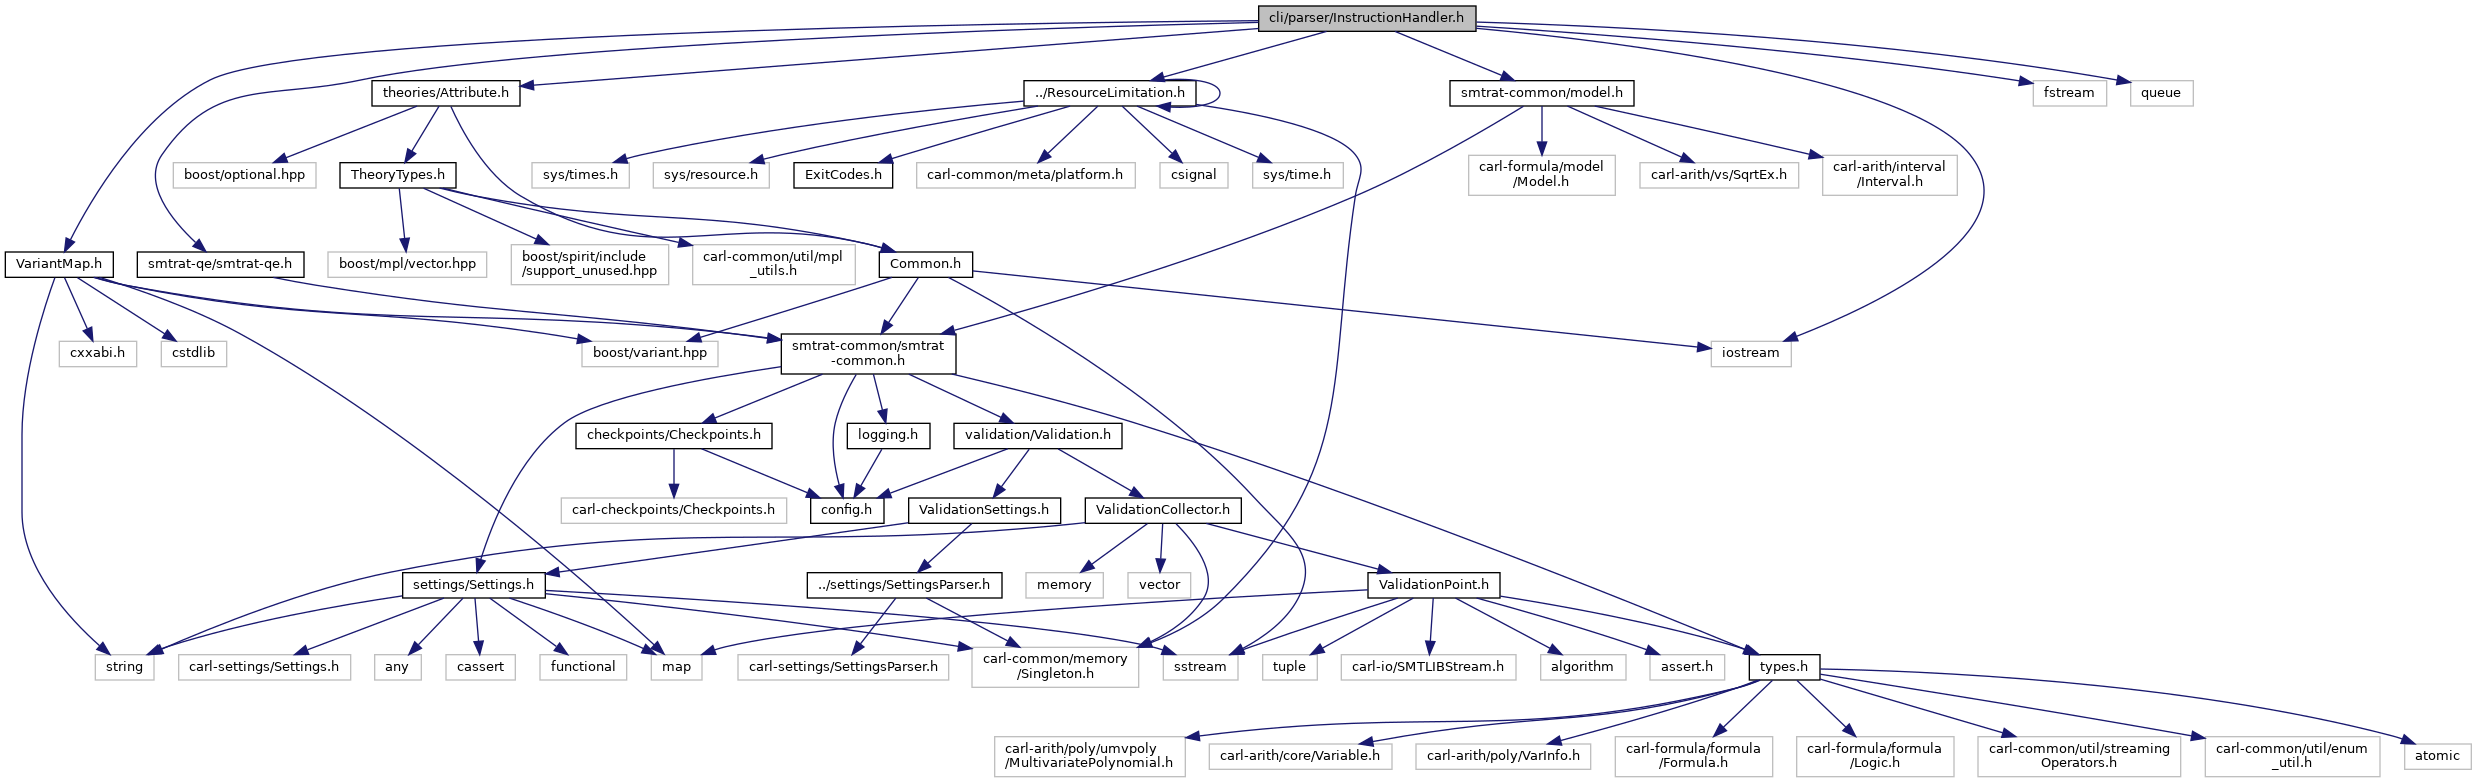 cli/parser/InstructionHandler.h
theories/Attribute.h
../ResourceLimitation.h
smtrat-common/model.h
fstream
queue
boost/optional.hpp
TheoryTypes.h
sys/times.h
sys/resource.h
ExitCodes.h
carl-common/meta/platform.h
csignal
sys/time.h
carl-formula/model
/Model.h
carl-arith/vs/SqrtEx.h
carl-arith/interval
/Interval.h
VariantMap.h
smtrat-qe/smtrat-qe.h
boost/mpl/vector.hpp
boost/spirit/include
/support_unused.hpp
carl-common/util/mpl
_utils.h
Common.h
cxxabi.h
cstdlib
boost/variant.hpp
smtrat-common/smtrat
-common.h
iostream
checkpoints/Checkpoints.h
logging.h
validation/Validation.h
carl-checkpoints/Checkpoints.h
config.h
ValidationSettings.h
ValidationCollector.h
settings/Settings.h
../settings/SettingsParser.h
memory
vector
ValidationPoint.h
string
carl-settings/Settings.h
any
cassert
functional
map
carl-settings/SettingsParser.h
carl-common/memory
/Singleton.h
sstream
tuple
carl-io/SMTLIBStream.h
algorithm
assert.h
types.h
carl-arith/poly/umvpoly
/MultivariatePolynomial.h
carl-arith/core/Variable.h
carl-arith/poly/VarInfo.h
carl-formula/formula
/Formula.h
carl-formula/formula
/Logic.h
carl-common/util/streaming
Operators.h
carl-common/util/enum
_util.h
atomic